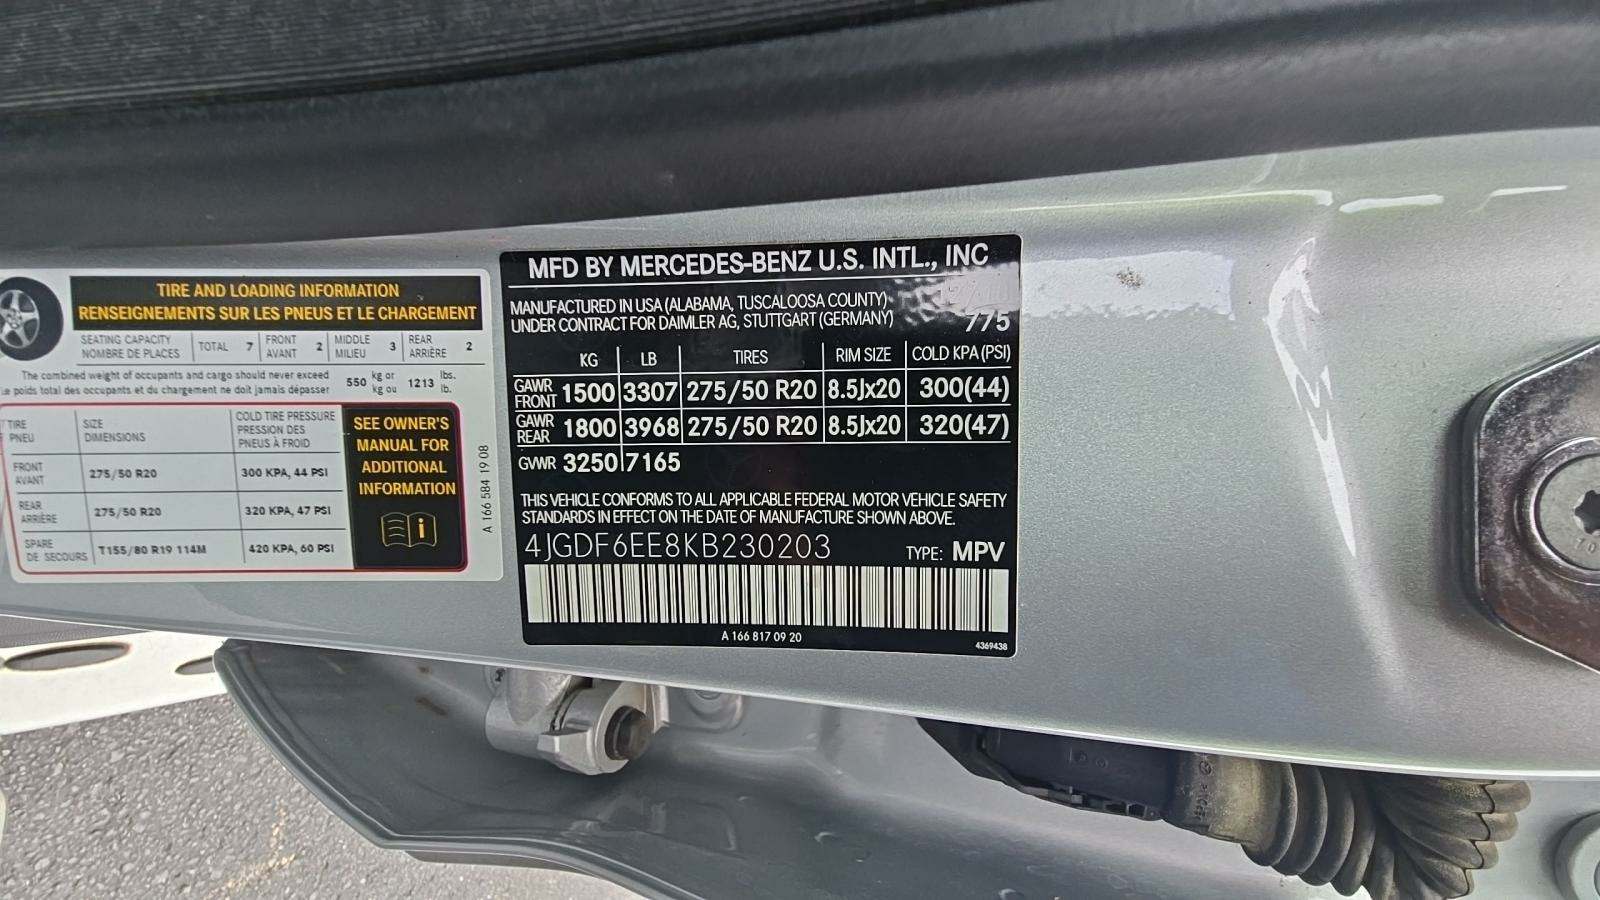 TIRE AND LOADING INFORMATION
RENSEIGNEMENTS SUR LES PNEUS ET LE CHARGEMENT
SEATING CAPACITY
NOMBRE DE PLACES
TOTAL 7
FRONT
AVANT 2
MIDDLE
MILIEU 3
REAR
ARRIÈRE 2
The combined weight of occupants and cargo should never exceed 550 kg or 1213 lbs.
Le poids total des occupants et du chargement ne doit jamais dépasser kg ou lb.
TIRE
PNEU
SIZE
DIMENSIONS
COLD TIRE PRESSURE
PRESSION DES
PNEUS À FROID
FRONT
AVANT
275/50 R20
300 KPA, 44 PSI
REAR
ARRIÈRE
275/50 R20
320 KPA, 47 PSI
SPARE
DE SECOURS
T155/80 R19 114M
420 KPA, 60 PSI
SEE OWNER'S
MANUAL FOR
ADDITIONAL
INFORMATION
i
A 166 584 19 08
MFD BY MERCEDES-BENZ U.S. INTL., INC
MANUFACTURED IN USA (ALABAMA, TUSCALOOSA COUNTY)
UNDER CONTRACT FOR DAIMLER AG, STUTTGART (GERMANY)
775
KG LB TIRES RIM SIZE COLD KPA (PSI)
GAWR
FRONT 1500 3307 275/50 R20 8.5Jx20 300(44)
GAWR
REAR 1800 3968 275/50 R20 8.5Jx20 320(47)
GVWR 3250 7165
THIS VEHICLE CONFORMS TO ALL APPLICABLE FEDERAL MOTOR VEHICLE SAFETY
STANDARDS IN EFFECT ON THE DATE OF MANUFACTURE SHOWN ABOVE.
4JGDF6EE8KB230203 TYPE: MPV
A 166 817 09 20
4369438